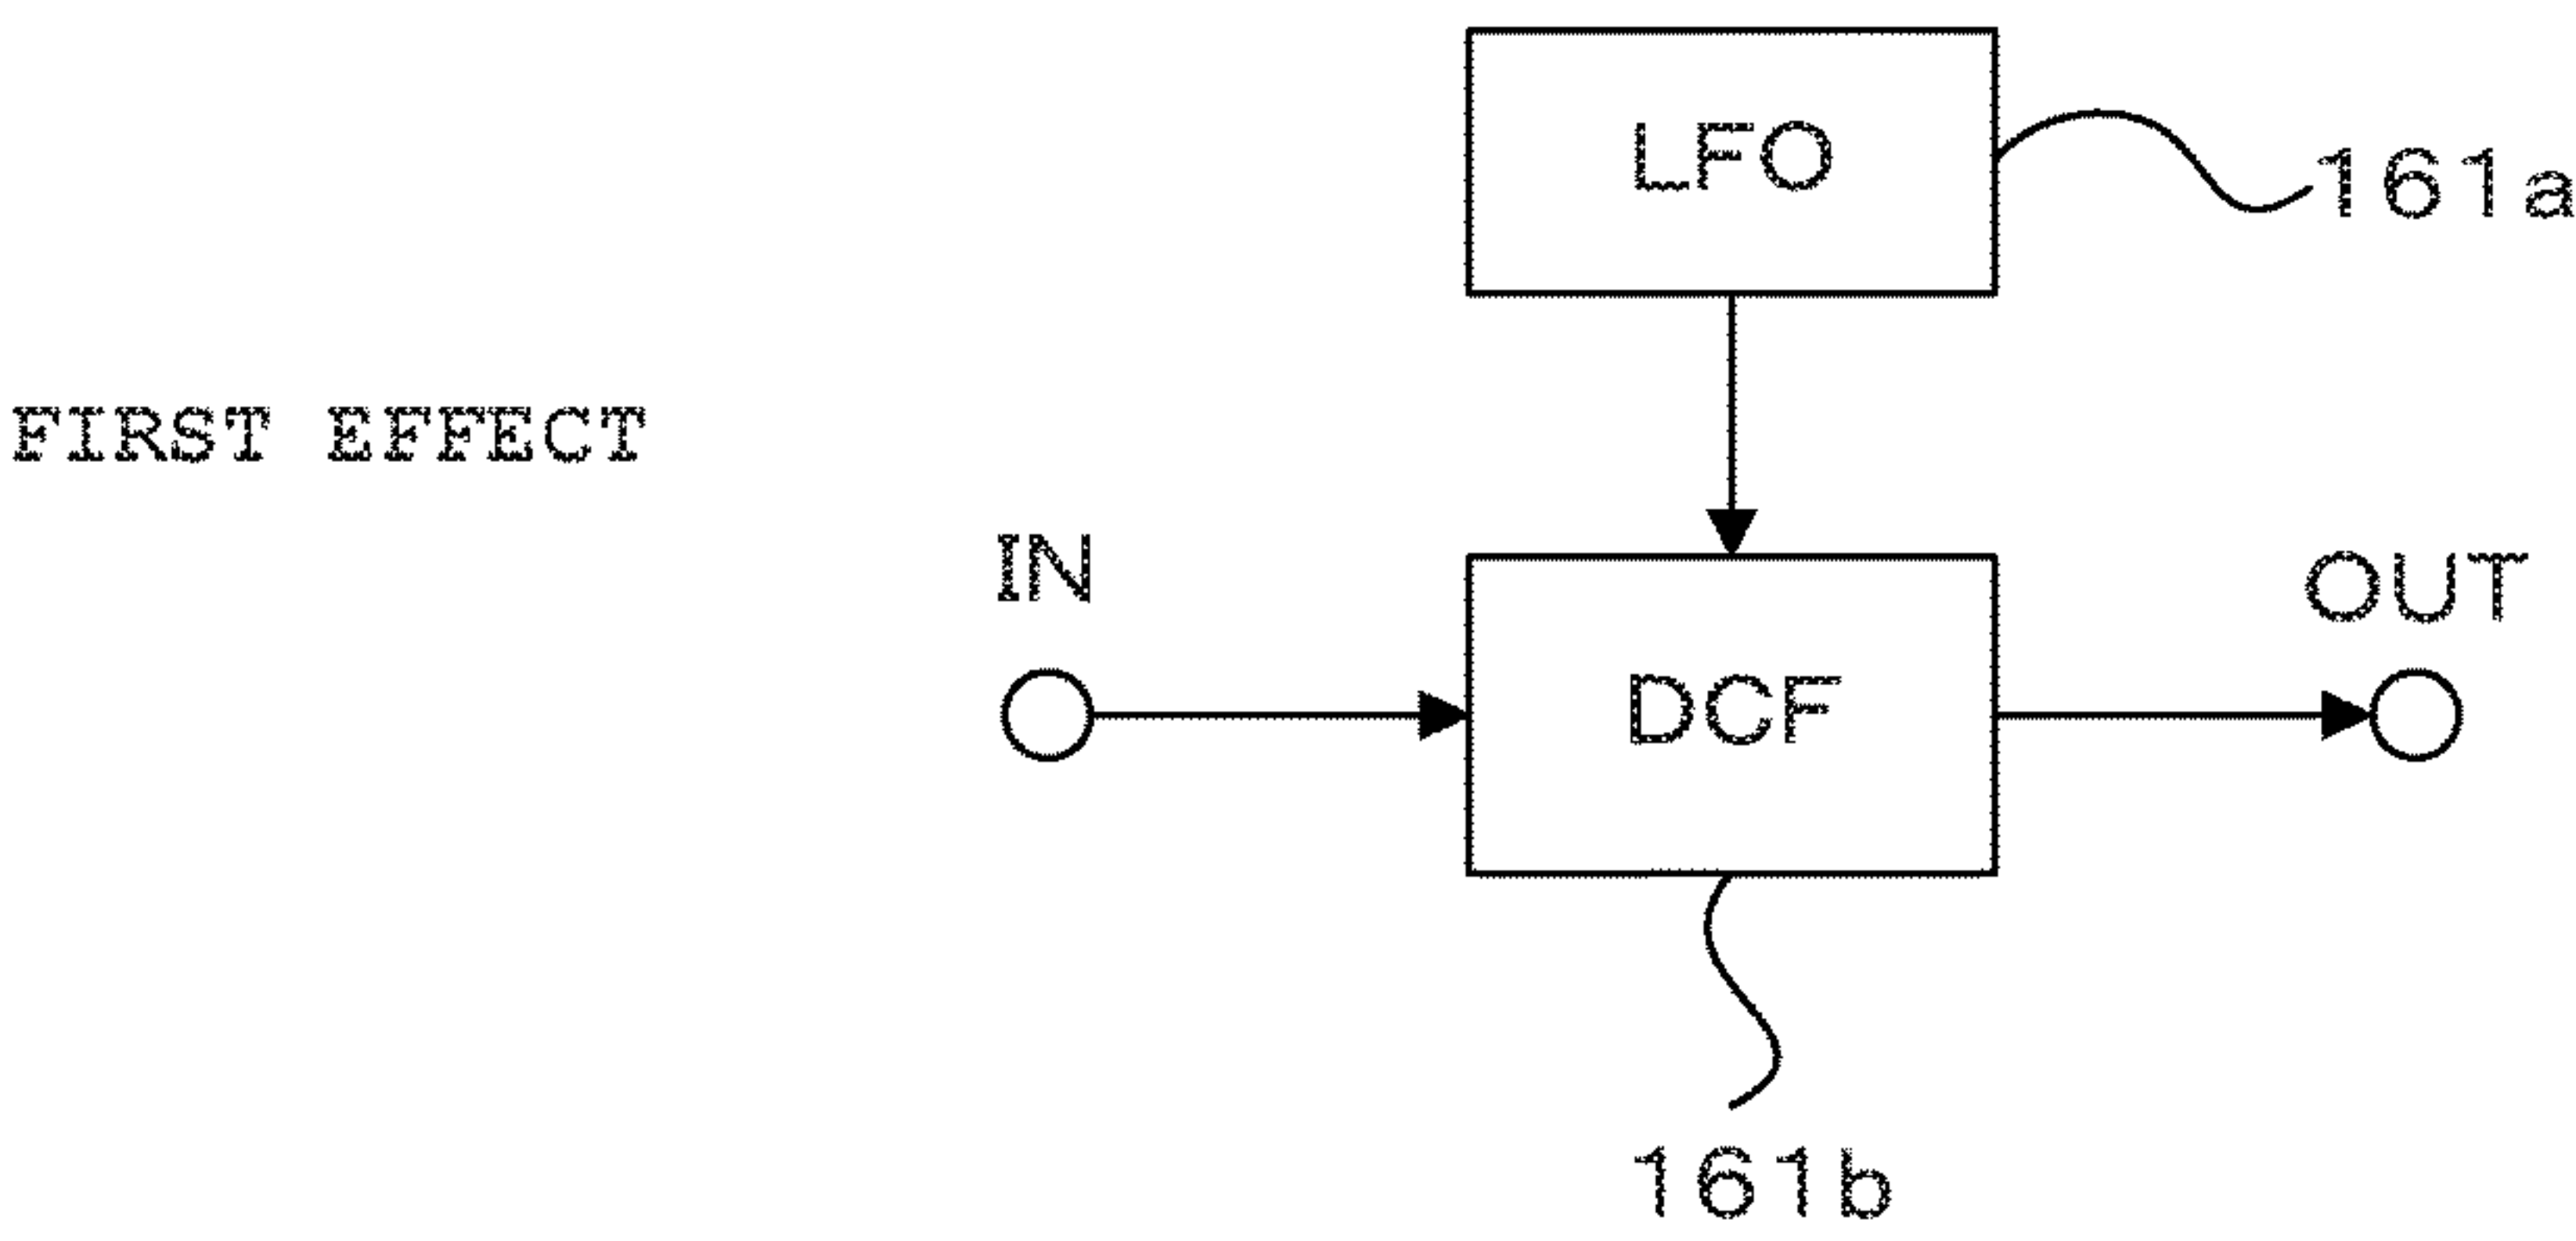 LFO
161a
FIRST EFFECT
IN
OUT
DCF
161b